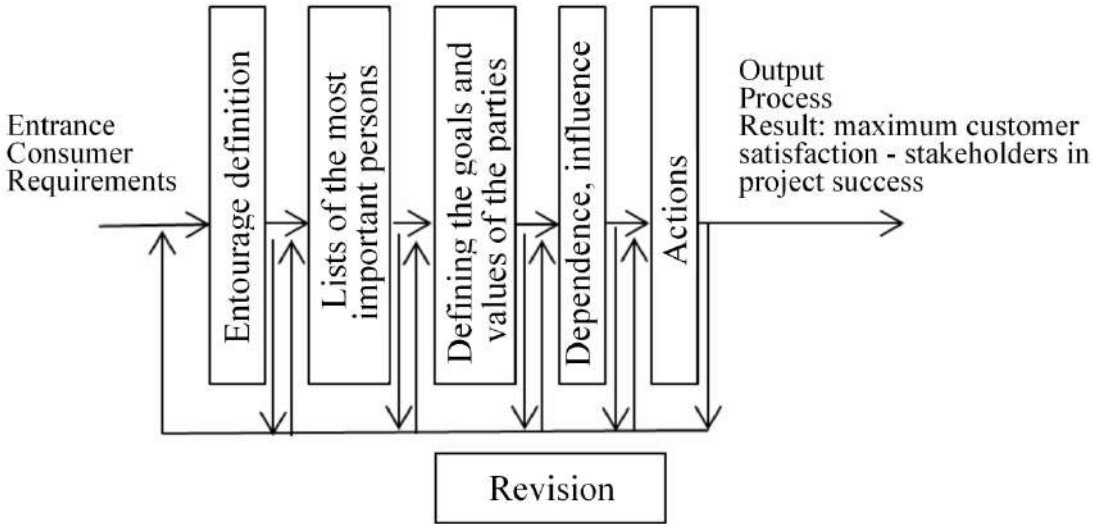 Entrance
Consumer
Requirements
Entourage definition
Lists of the most
important persons
Defining the goals and
values of the parties
Dependence, influence
Actions
Output
Process
Result: maximum customer
satisfaction - stakeholders in
project success
Revision